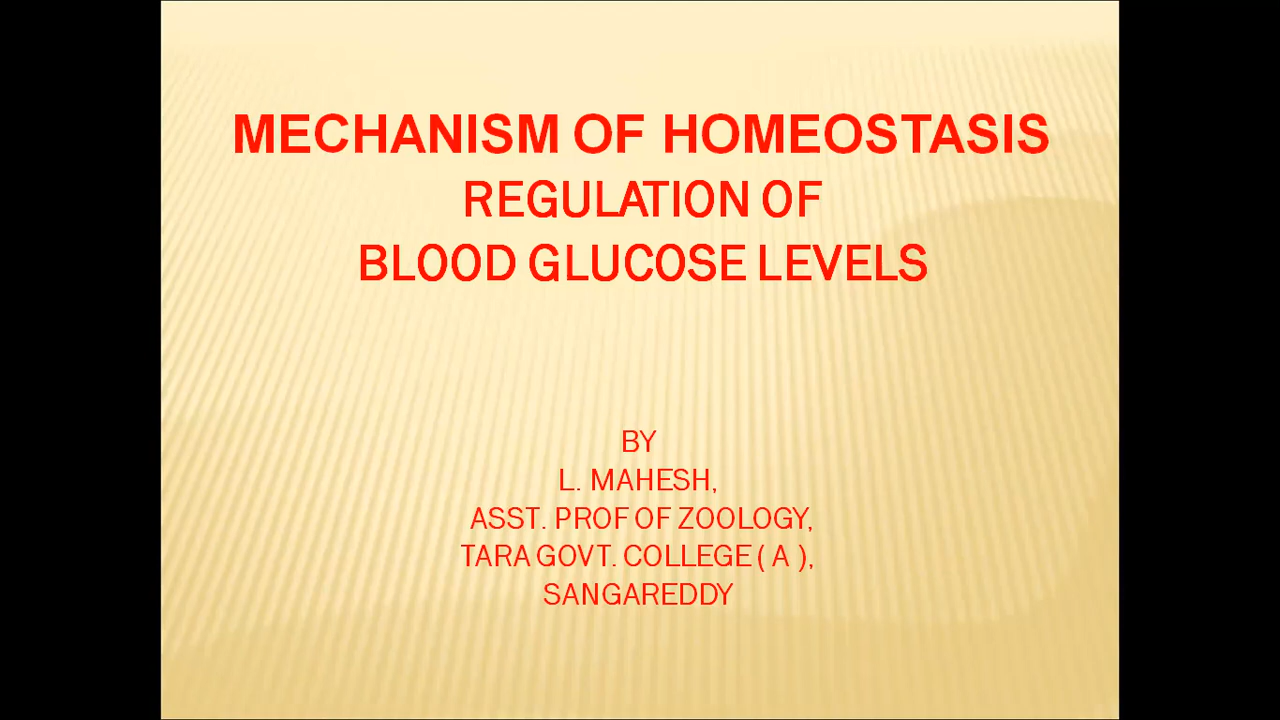 MECHANISM OF HOMEOSTASIS
REGULATION OF
BLOOD GLUCOSE LEVELS
BY
L. MAHESH,
ASST. PROF OF ZOOLOGY,
TARA GOVT. COLLEGE ( A ),
SANGAREDDY